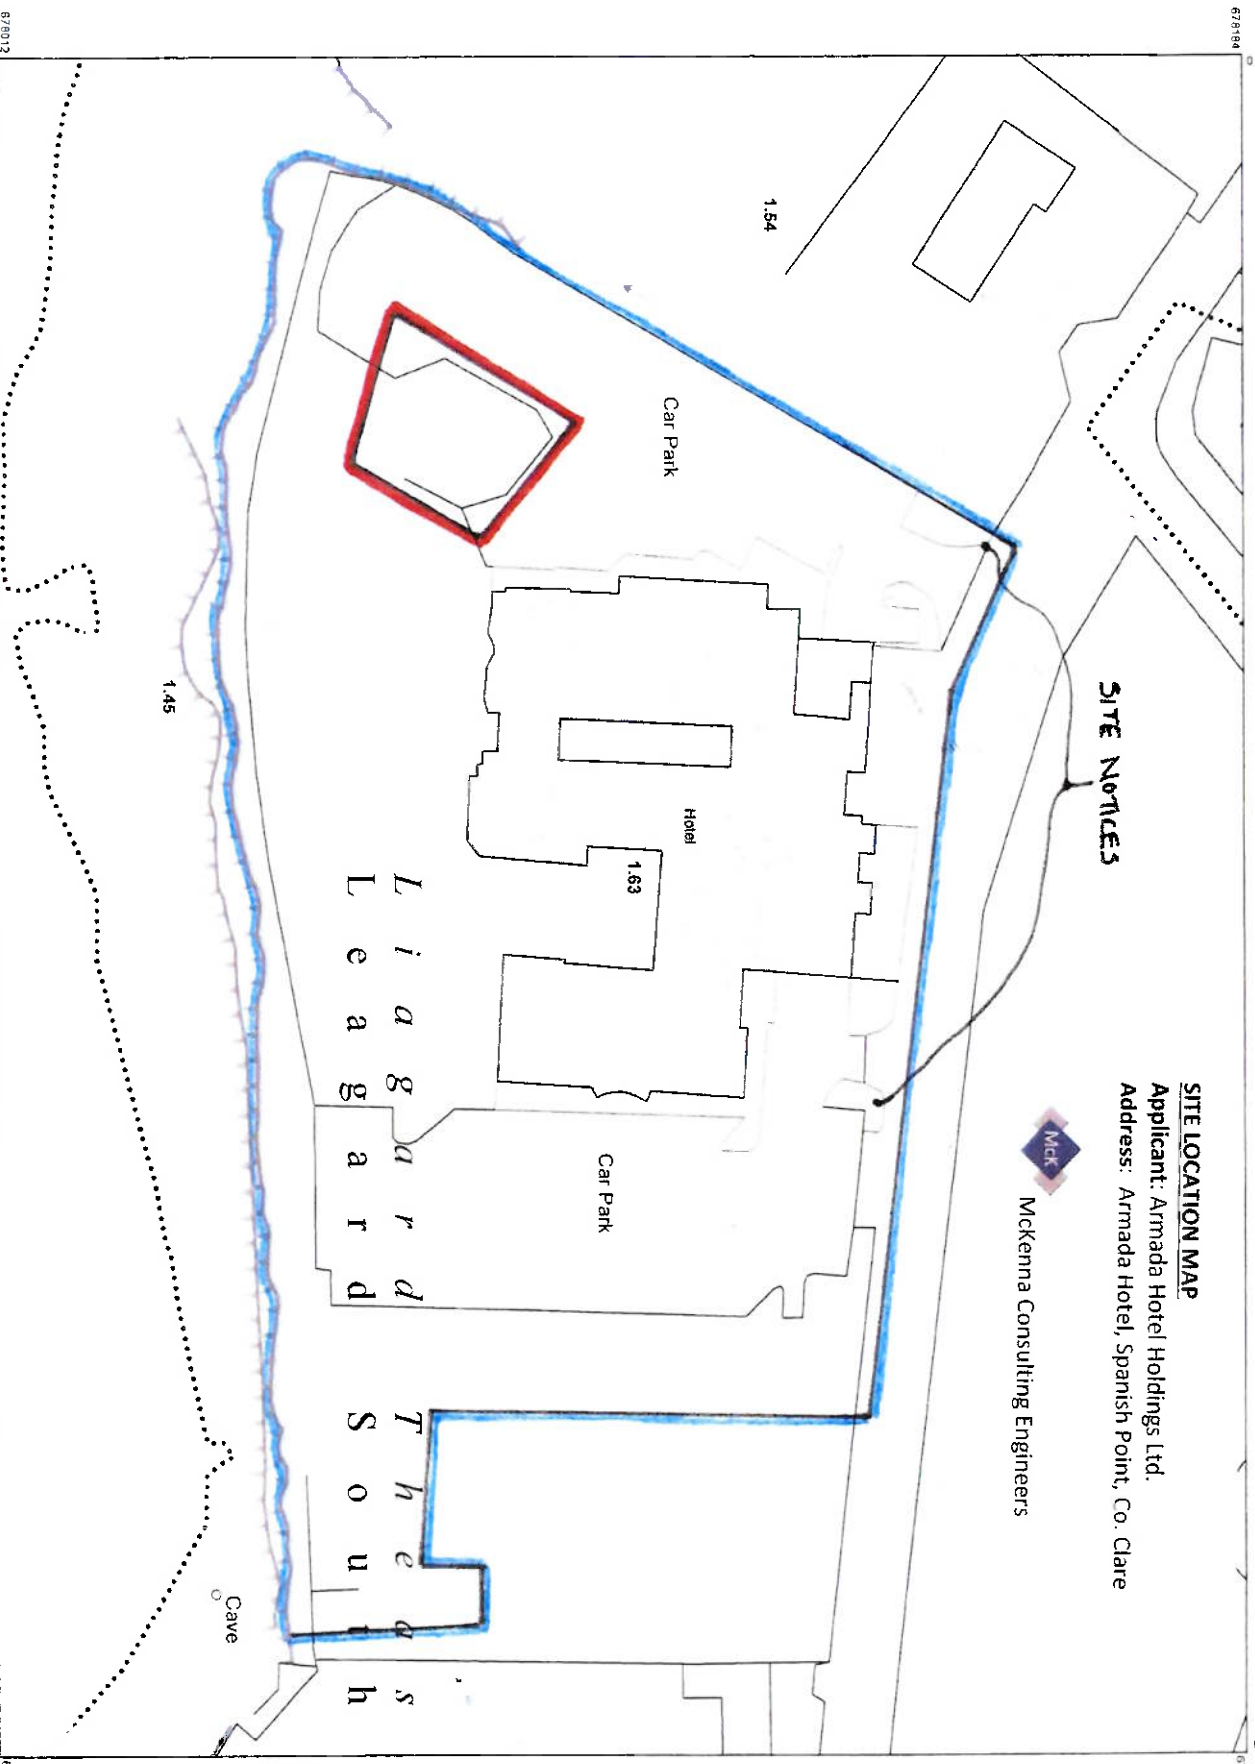 678184
678012
SITE LOCATION MAP
Applicant: Armada Hotel Holdings Ltd.
Address: Armada Hotel, Spanish Point, Co. Clare
McK
McKenna Consulting Engineers
SITE NOTICES
1.54
Car Park
Hotel
1.63
Car Park
Liagard Theas
Leagard South
1.45
Cave